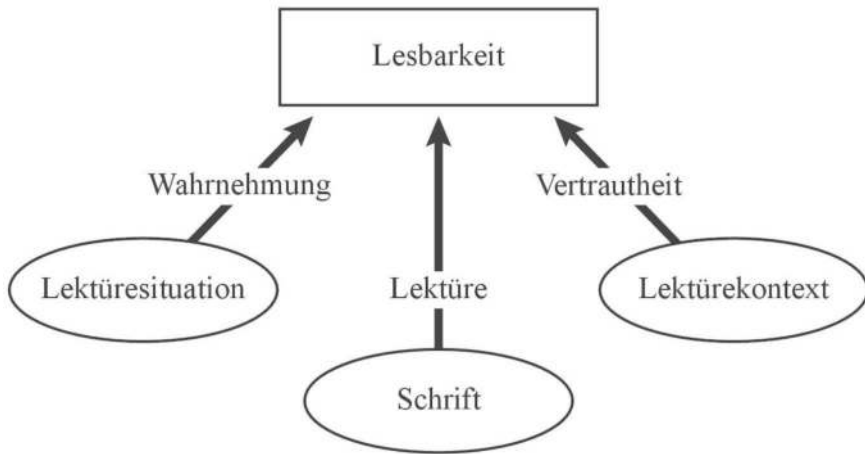 Lesbarkeit
Wahrnehmung
Vertrautheit
Lektüresituation
Lektüre
Lektürekontext
Schrift